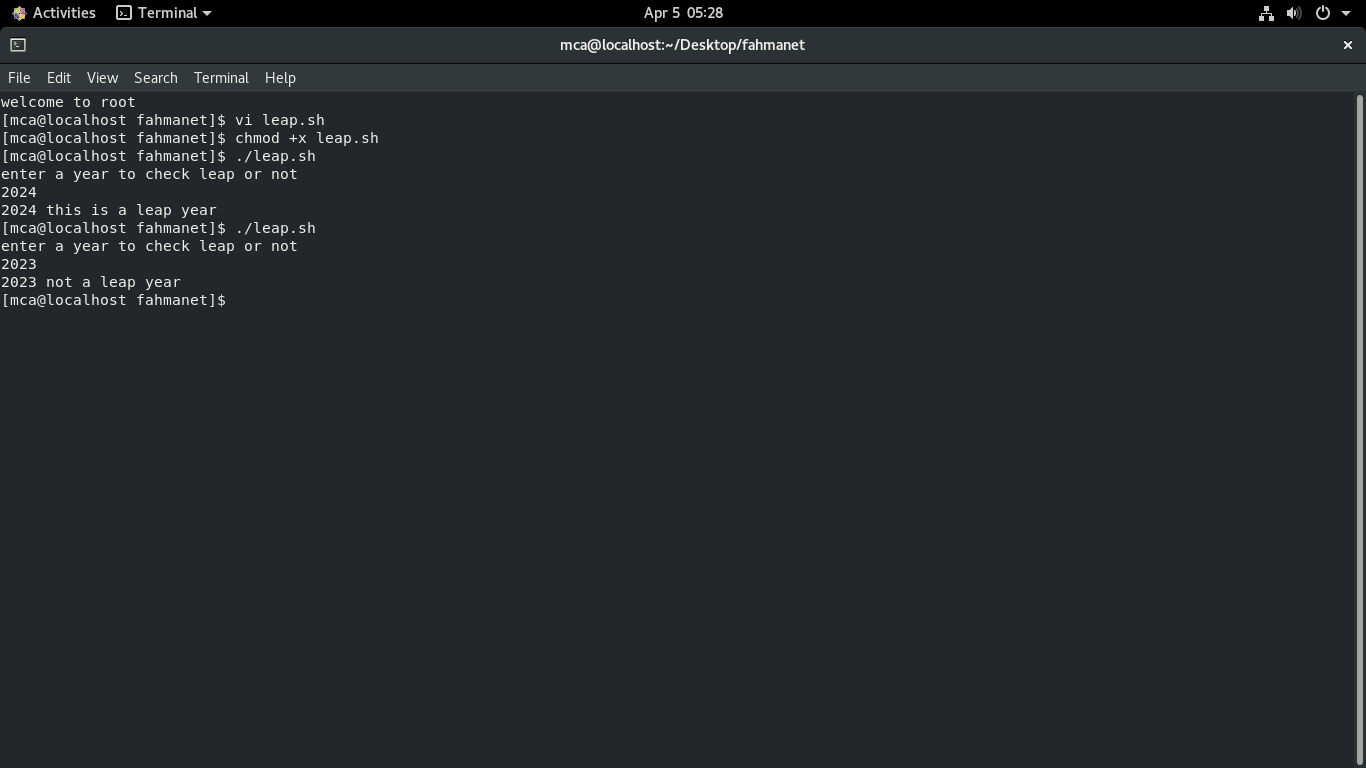 Activities Terminal Apr 5 05:28
mca@localhost:~/Desktop/fahmanet
File Edit View Search Terminal Help
welcome to root
[mca@localhost fahmanet]$ vi leap.sh
[mca@localhost fahmanet]$ chmod +x leap.sh
[mca@localhost fahmanet]$ ./leap.sh
enter a year to check leap or not
2024
2024 this is a leap year
[mca@localhost fahmanet]$ ./leap.sh
enter a year to check leap or not
2023
2023 not a leap year
[mca@localhost fahmanet]$